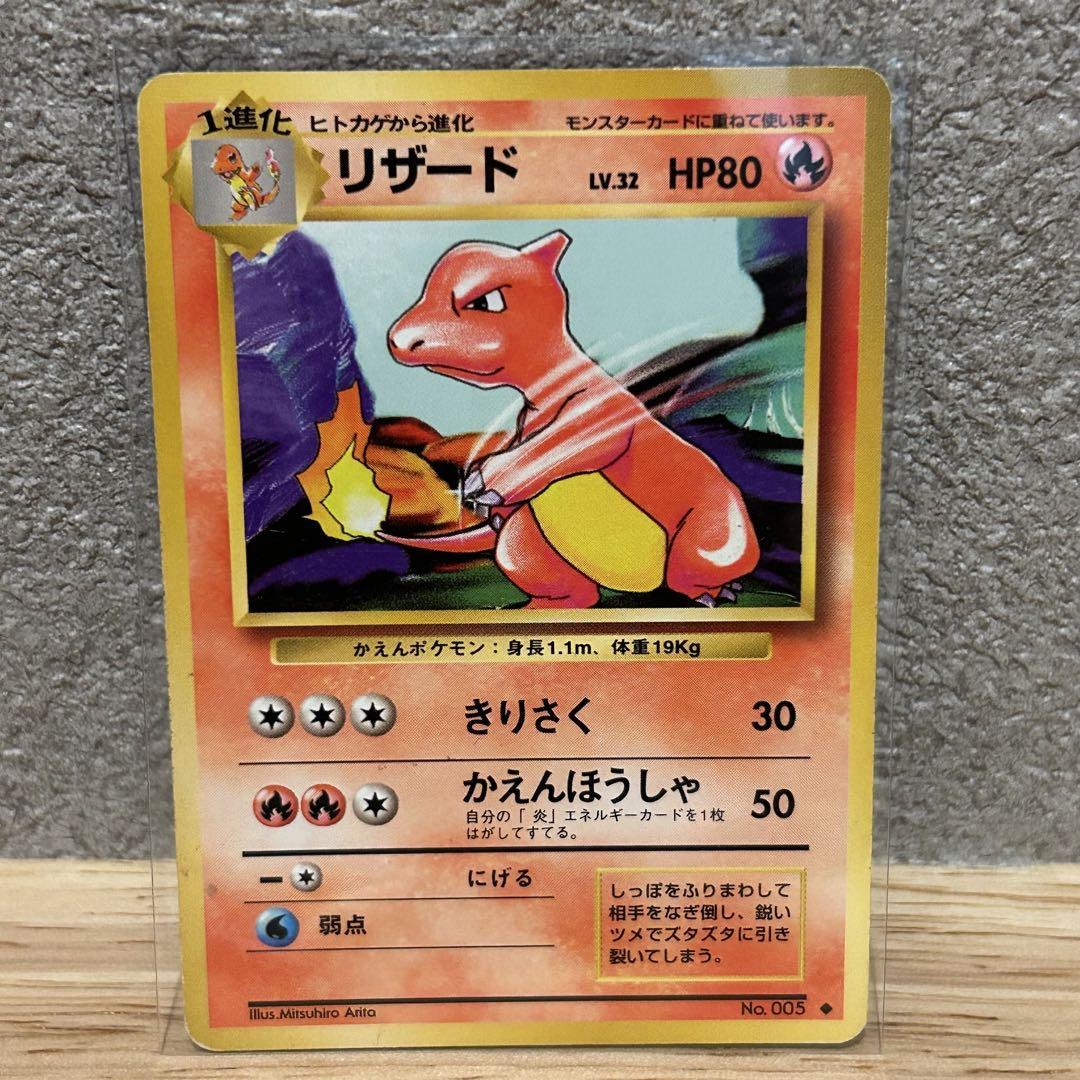 1進化 ヒトカゲから進化 モンスターカードに重ねて使います。
リザード LV.32 HP80
かえんポケモン：身長1.1m、体重19Kg
きりさく 30
かえんほうしゃ 50
自分の「炎」エネルギーカードを1枚
はがしてすてる。
ー にげる
弱点
しっぽをふりまわして
相手をなぎ倒し、鋭い
ツメでズタズタに引き
裂いてしまう。
Illus.Mitsuhiro Arita No. 005 ◆